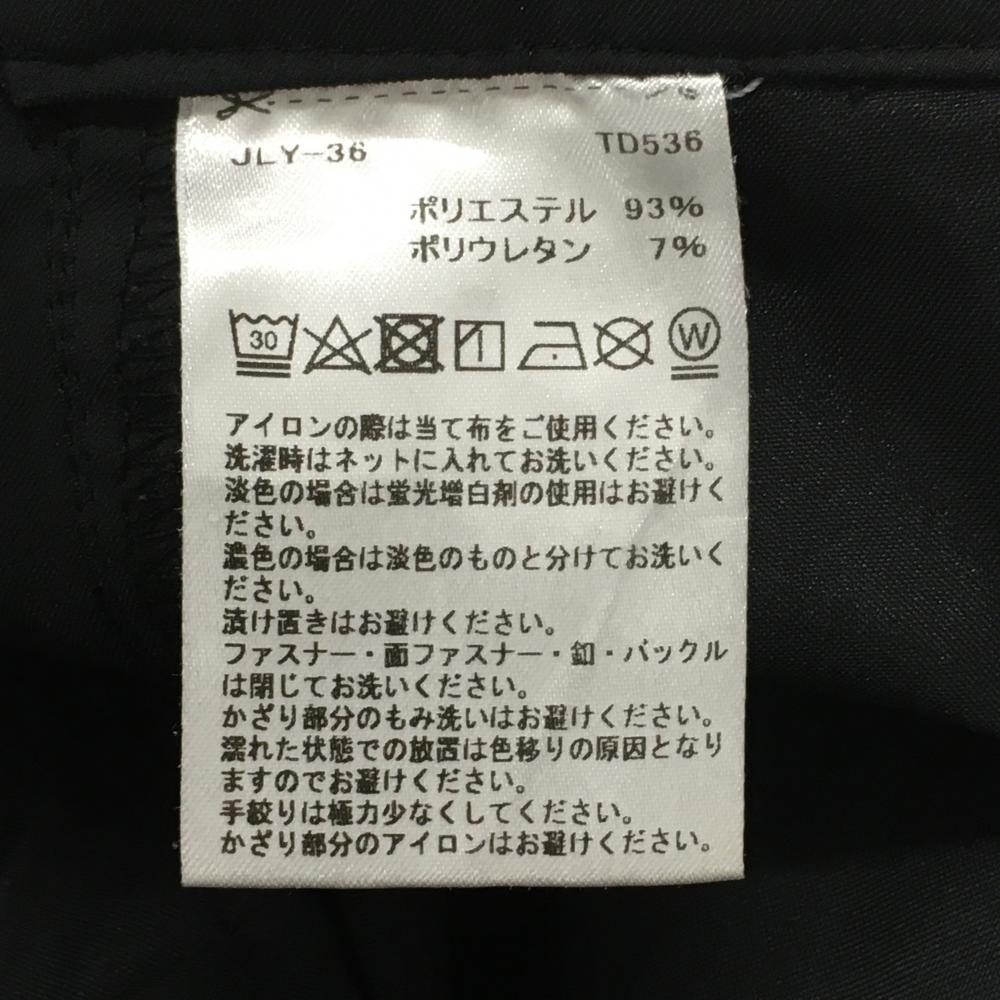 JLY-36 TD536
ポリエステル 93%
ポリウレタン 7%
30 W
アイロンの際は当て布をご使用ください。
洗濯時はネットに入れてお洗いください。
淡色の場合は蛍光増白剤の使用はお避けく
ださい。
濃色の場合は淡色のものと分けてお洗いく
ださい。
漬け置きはお避けください。
ファスナー・面ファスナー・釦・バックル
は閉じてお洗いください。
かざり部分のもみ洗いはお避けください。
濡れた状態での放置は色移りの原因となり
ますのでお避けください。
手絞りは極力少なくしてください。
かざり部分のアイロンはお避けください。